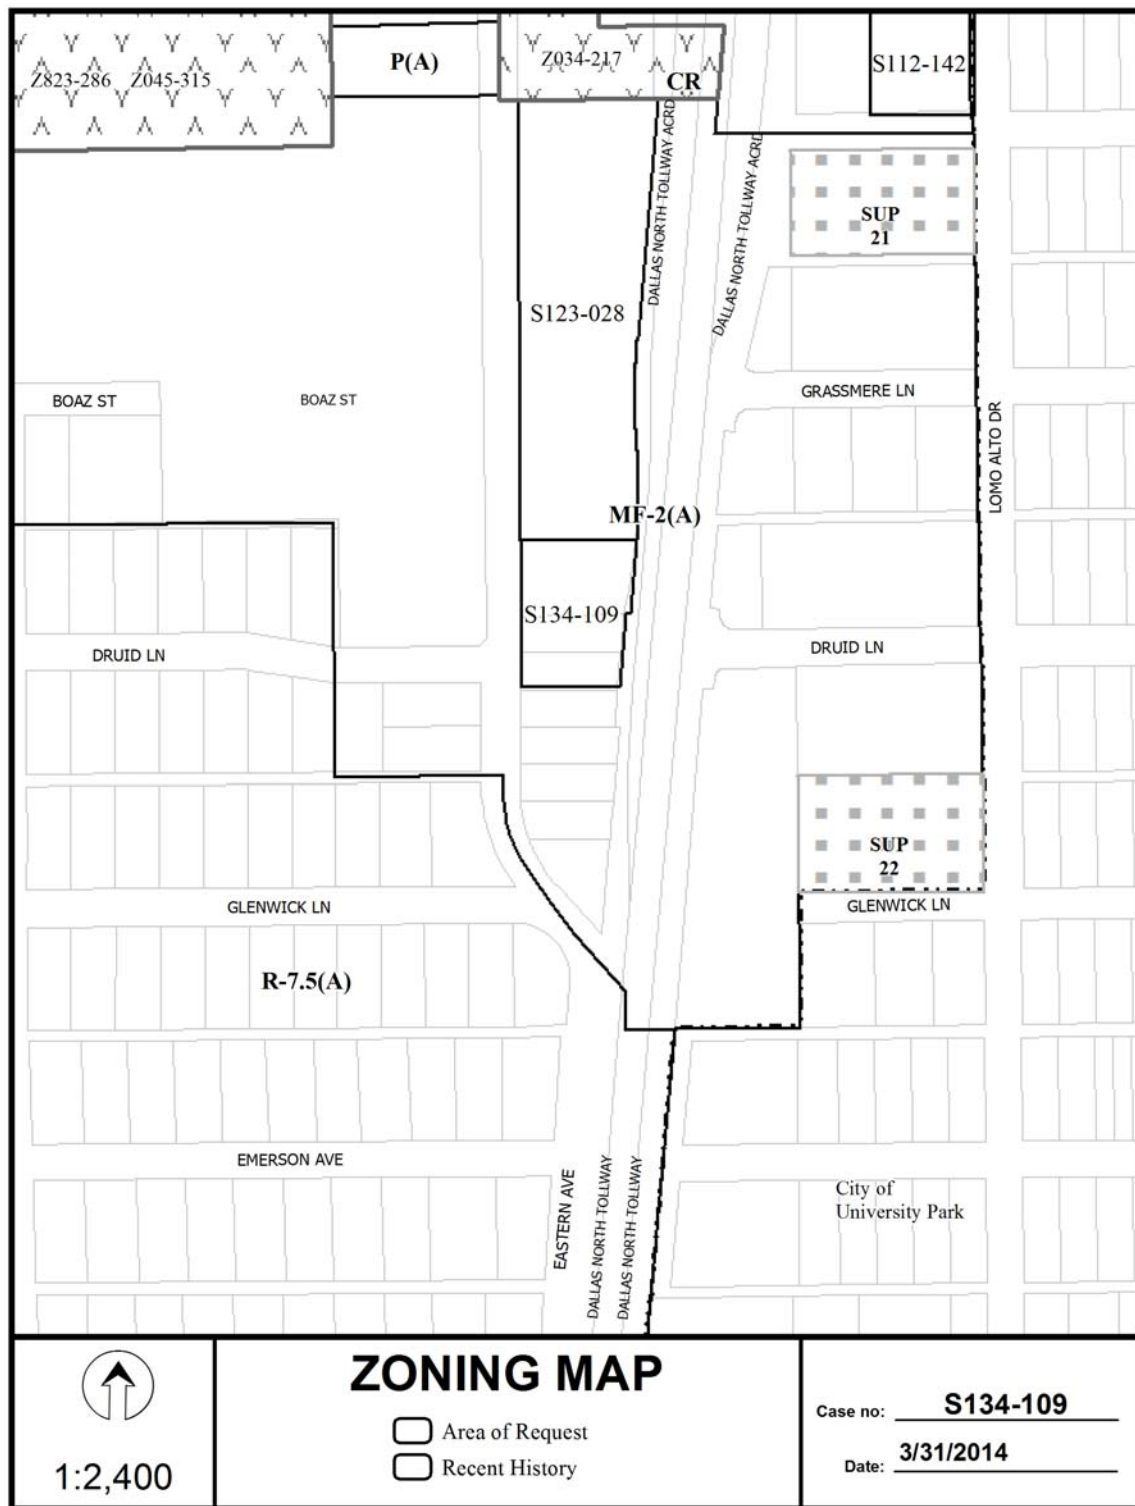 P(A)
Z034-217
S112-142
Z823-286
Z045-315
CR
DALLAS NORTH TOLLWAY ACRD
DALLAS NORTH TOLLWAY ACRD
SUP
21
S123-028
BOAZ ST
BOAZ ST
GRASSMERE LN
LOMO ALTO DR
MF-2(A)
S134-109
DRUID LN
DRUID LN
SUP
22
GLENWICK LN
GLENWICK LN
R-7.5(A)
EMERSON AVE
EASTERN AVE
DALLAS NORTH TOLLWAY
DALLAS NORTH TOLLWAY
City of
University Park
1:2,400
ZONING MAP
Area of Request
Recent History
Case no: S134-109
Date: 3/31/2014